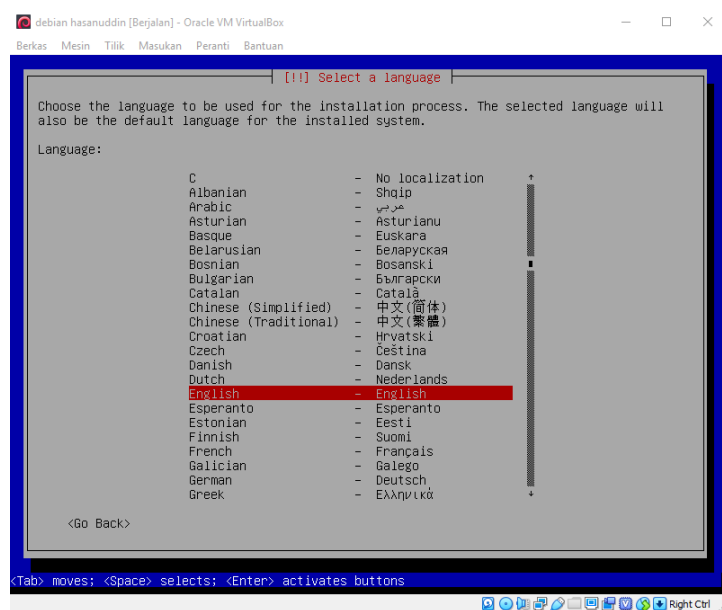 debian hasanuddin [Berjalan] - Oracle VM VirtualBox
Berkas Mesin Tilik Masukan Peranti Bantuan
[!!] Select a language
Choose the language to be used for the installation process. The selected language will
also be the default language for the installed system.
Language:
C - No localization
Albanian - Shqip
Arabic - عربي
Asturian - Asturianu
Basque - Euskara
Belarusian - Беларуская
Bosnian - Bosanski
Bulgarian - Български
Catalan - Català
Chinese (Simplified) - 中文(简体)
Chinese (Traditional) - 中文(繁體)
Croatian - Hrvatski
Czech - Čeština
Danish - Dansk
Dutch - Nederlands
English - English
Esperanto - Esperanto
Estonian - Eesti
Finnish - Suomi
French - Français
Galician - Galego
German - Deutsch
Greek - Ελληνικά
<Go Back>
<Tab> moves; <Space> selects; <Enter> activates buttons
Right Ctrl